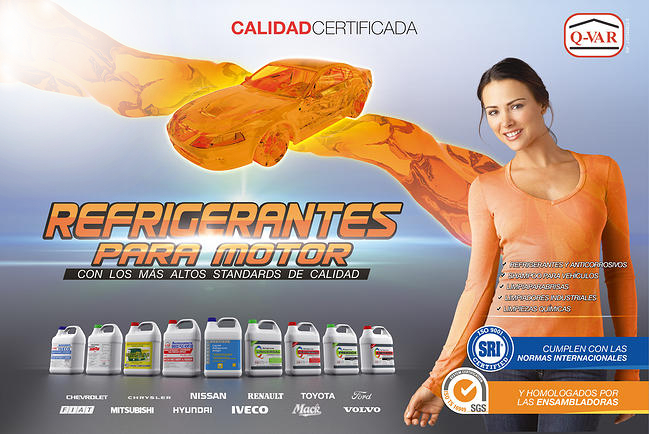 CALIDADCERTIFICADA
Q-VAR
REFRIGERANTES
PARA MOTOR
CON LOS MÁS ALTOS STANDARDS DE CALIDAD
✓ REFRIGERANTES Y ANTICORROSIVOS
✓ SHAMPOO PARA VEHÍCULOS
✓ LIMPIAPARABRISAS
✓ LIMPIADORES INDUSTRIALES
✓ LIMPIEZAS QUÍMICAS
ISO 9001
SRI
CERTIFIED
CUMPLEN CON LAS
NORMAS INTERNACIONALES
SGS
Y HOMOLOGADOS POR
LAS ENSAMBLADORAS
UNIVERSAL
CHEVROLET
CHRYSLER
NISSAN
RENAULT
TOYOTA
Ford
FIAT
MITSUBISHI
HYUNDAI
IVECO
Mack
VOLVO